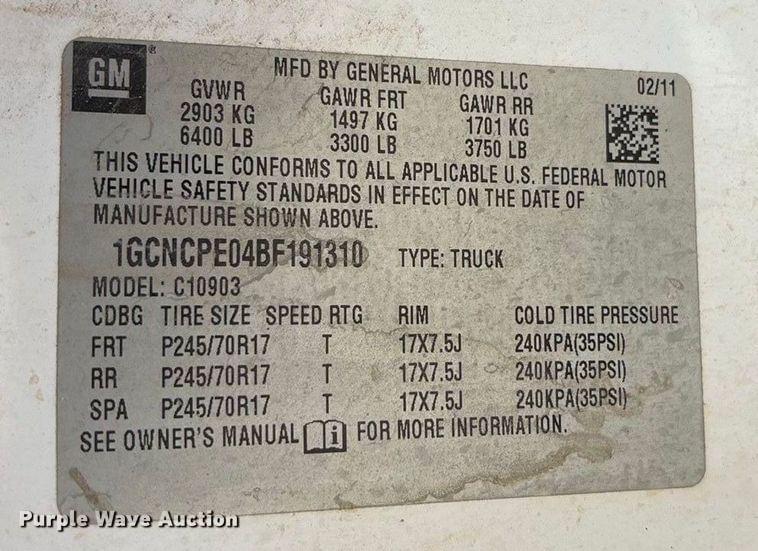 GM®
MFD BY GENERAL MOTORS LLC 02/11
GVWR GAWR FRT GAWR RR
2903 KG 1497 KG 1701 KG
6400 LB 3300 LB 3750 LB
THIS VEHICLE CONFORMS TO ALL APPLICABLE U.S. FEDERAL MOTOR
VEHICLE SAFETY STANDARDS IN EFFECT ON THE DATE OF
MANUFACTURE SHOWN ABOVE.
1GCNCPE04BF191310 TYPE: TRUCK
MODEL: C10903
CDBG TIRE SIZE SPEED RTG RIM COLD TIRE PRESSURE
FRT P245/70R17 T 17X7.5J 240KPA(35PSI)
RR P245/70R17 T 17X7.5J 240KPA(35PSI)
SPA P245/70R17 T 17X7.5J 240KPA(35PSI)
SEE OWNER'S MANUAL i FOR MORE INFORMATION.
Purple Wave Auction